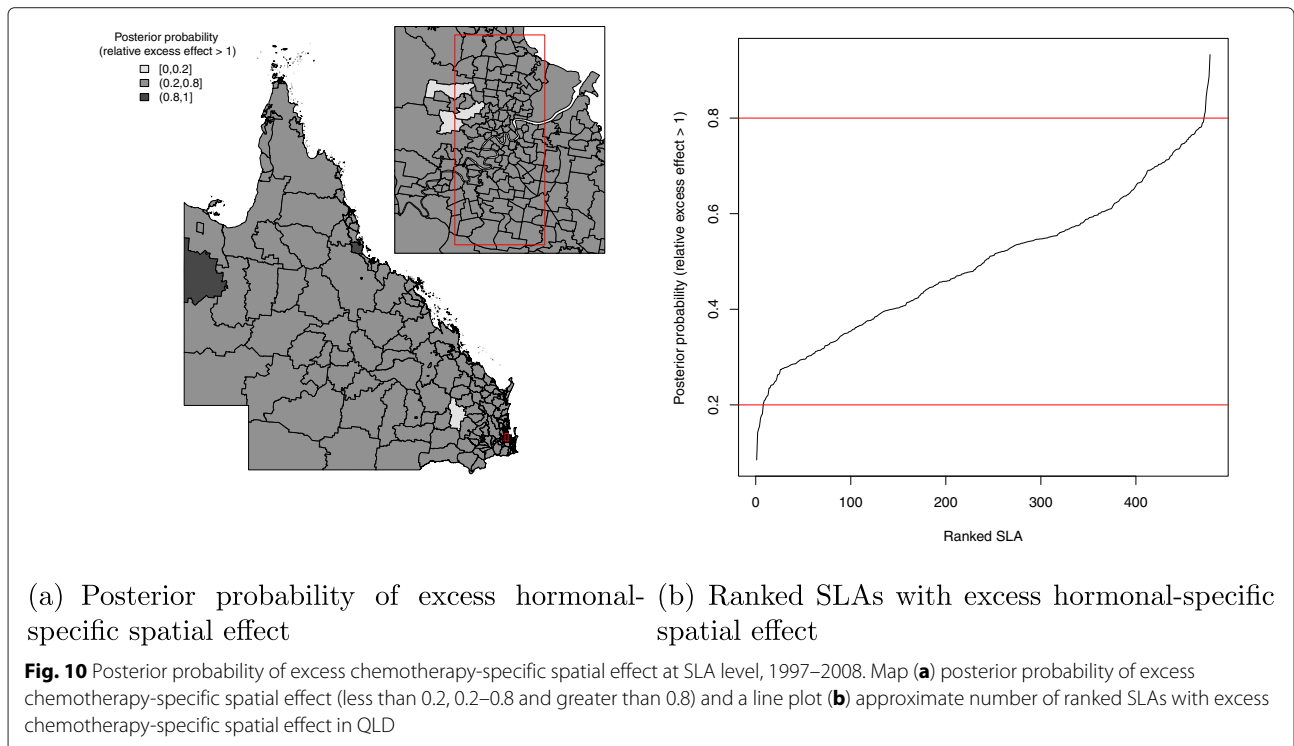 Posterior probability
(relative excess effect > 1)
[0,0.2]
(0.2,0.8]
(0.8,1]
Posterior probability (relative excess effect > 1)
0.8
0.6
0.4
0.2
0 100 200 300 400
Ranked SLA
(a) Posterior probability of excess hormonal-
specific spatial effect
(b) Ranked SLAs with excess hormonal-specific
spatial effect
Fig. 10 Posterior probability of excess chemotherapy-specific spatial effect at SLA level, 1997–2008. Map (a) posterior probability of excess
chemotherapy-specific spatial effect (less than 0.2, 0.2–0.8 and greater than 0.8) and a line plot (b) approximate number of ranked SLAs with excess
chemotherapy-specific spatial effect in QLD